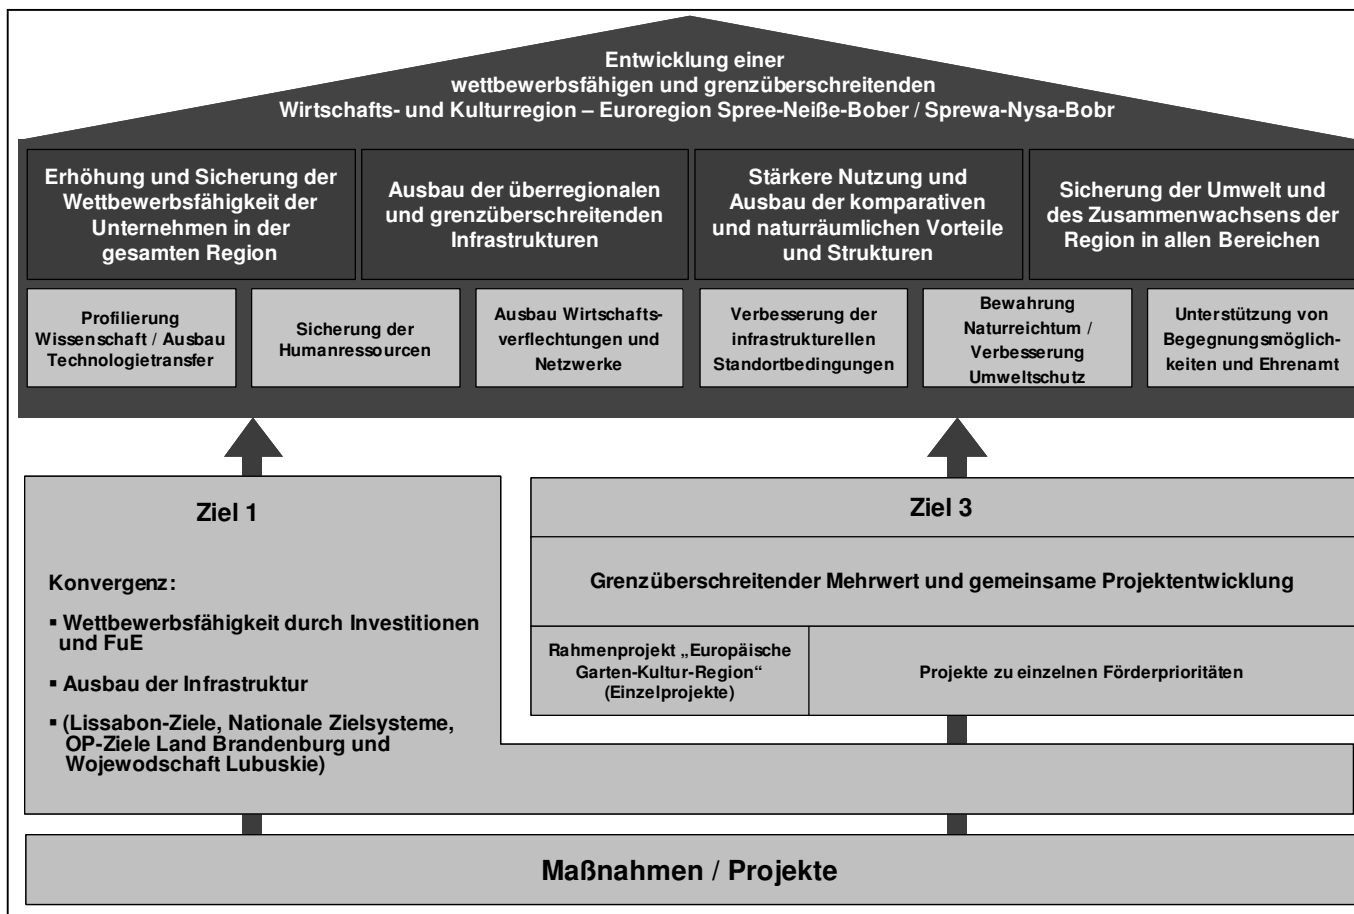 Entwicklung einer
wettbewerbsfähigen und grenzüberschreitenden
Wirtschafts- und Kulturregion – Euroregion Spree-Neiße-Bober / Sprewa-Nysa-Bobr
Erhöhung und Sicherung der
Wettbewerbsfähigkeit der
Unternehmen in der
gesamten Region
Ausbau der überregionalen
und grenzüberschreitenden
Infrastrukturen
Stärkere Nutzung und
Ausbau der komparativen
und naturräumlichen Vorteile
und Strukturen
Sicherung der Umwelt und
des Zusammenwachsens der
Region in allen Bereichen
Profilierung
Wissenschaft / Ausbau
Technologietransfer
Sicherung der
Humanressourcen
Ausbau Wirtschafts-
verflechtungen und
Netzwerke
Verbesserung der
infrastrukturellen
Standortbedingungen
Bewahrung
Naturreichtum /
Verbesserung
Umweltschutz
Unterstützung von
Begegnungsmöglich-
keiten und Ehrenamt
Ziel 1
Konvergenz:
▪ Wettbewerbsfähigkeit durch Investitionen
und FuE
▪ Ausbau der Infrastruktur
▪ (Lissabon-Ziele, Nationale Zielsysteme,
OP-Ziele Land Brandenburg und
Wojewodschaft Lubuskie)
Ziel 3
Grenzüberschreitender Mehrwert und gemeinsame Projektentwicklung
Rahmenprojekt „Europäische
Garten-Kultur-Region“
(Einzelprojekte)
Projekte zu einzelnen Förderprioritäten
Maßnahmen / Projekte